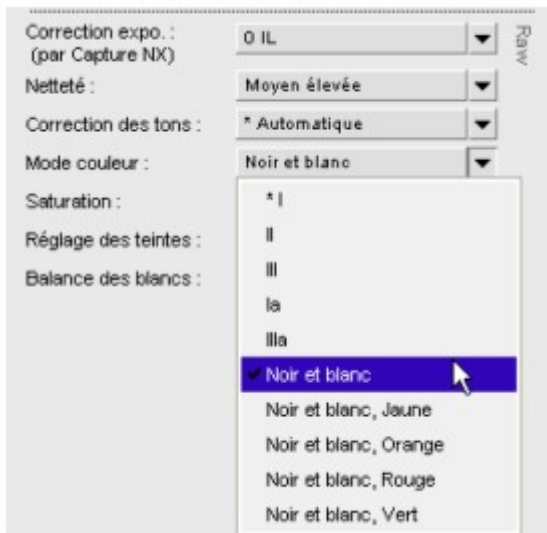 Correction expo. : 0 IL
(par Capture NX)
Raw
Netteté : Moyen élevée
Correction des tons : * Automatique
Mode couleur : Noir et blanc
Saturation :
* I
Réglage des teintes :
II
Balance des blancs :
III
Ia
IIIa
Noir et blanc
Noir et blanc, Jaune
Noir et blanc, Orange
Noir et blanc, Rouge
Noir et blanc, Vert